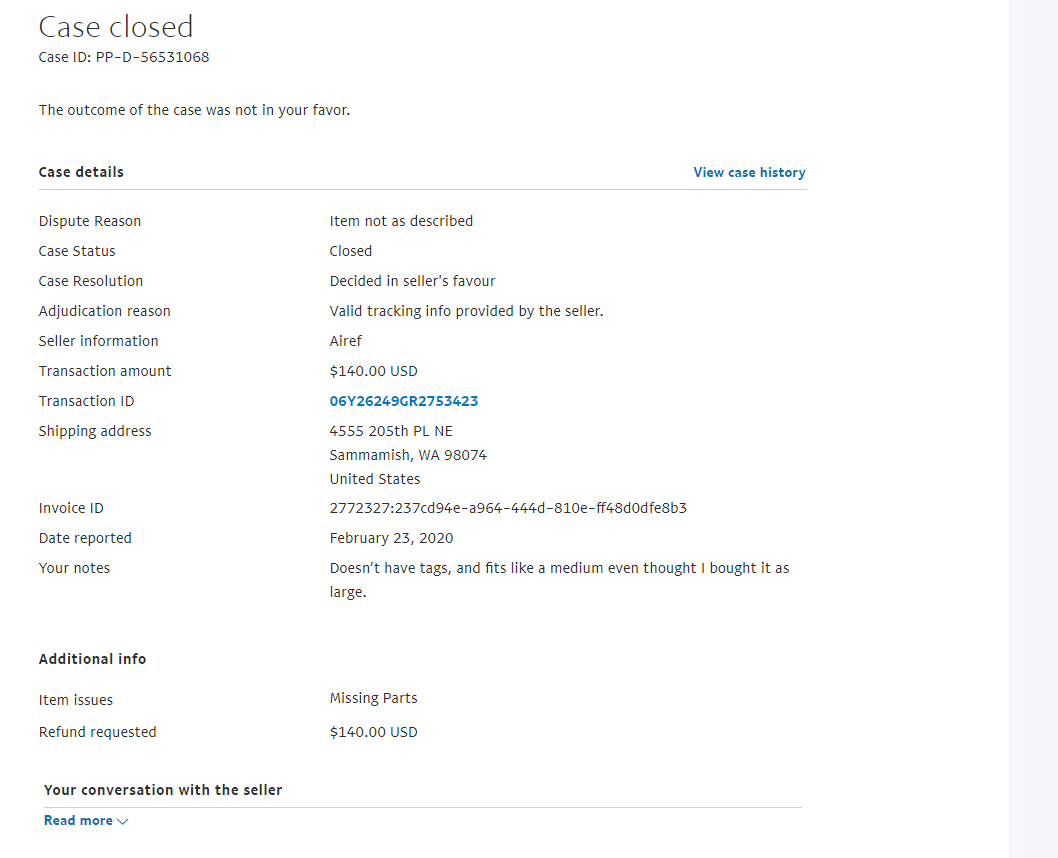 Case closed
Case ID: PP-D-56531068
The outcome of the case was not in your favor.
Case details View case history
Dispute Reason Item not as described
Case Status Closed
Case Resolution Decided in seller's favour
Adjudication reason Valid tracking info provided by the seller.
Seller information Airef
Transaction amount $140.00 USD
Transaction ID 06Y26249GR2753423
Shipping address 4555 205th PL NE
Sammamish, WA 98074
United States
Invoice ID 2772327:237cd94e-a964-444d-810e-ff48d0dfe8b3
Date reported February 23, 2020
Your notes Doesn't have tags, and fits like a medium even thought I bought it as
large.
Additional info
Item issues Missing Parts
Refund requested $140.00 USD
Your conversation with the seller
Read more